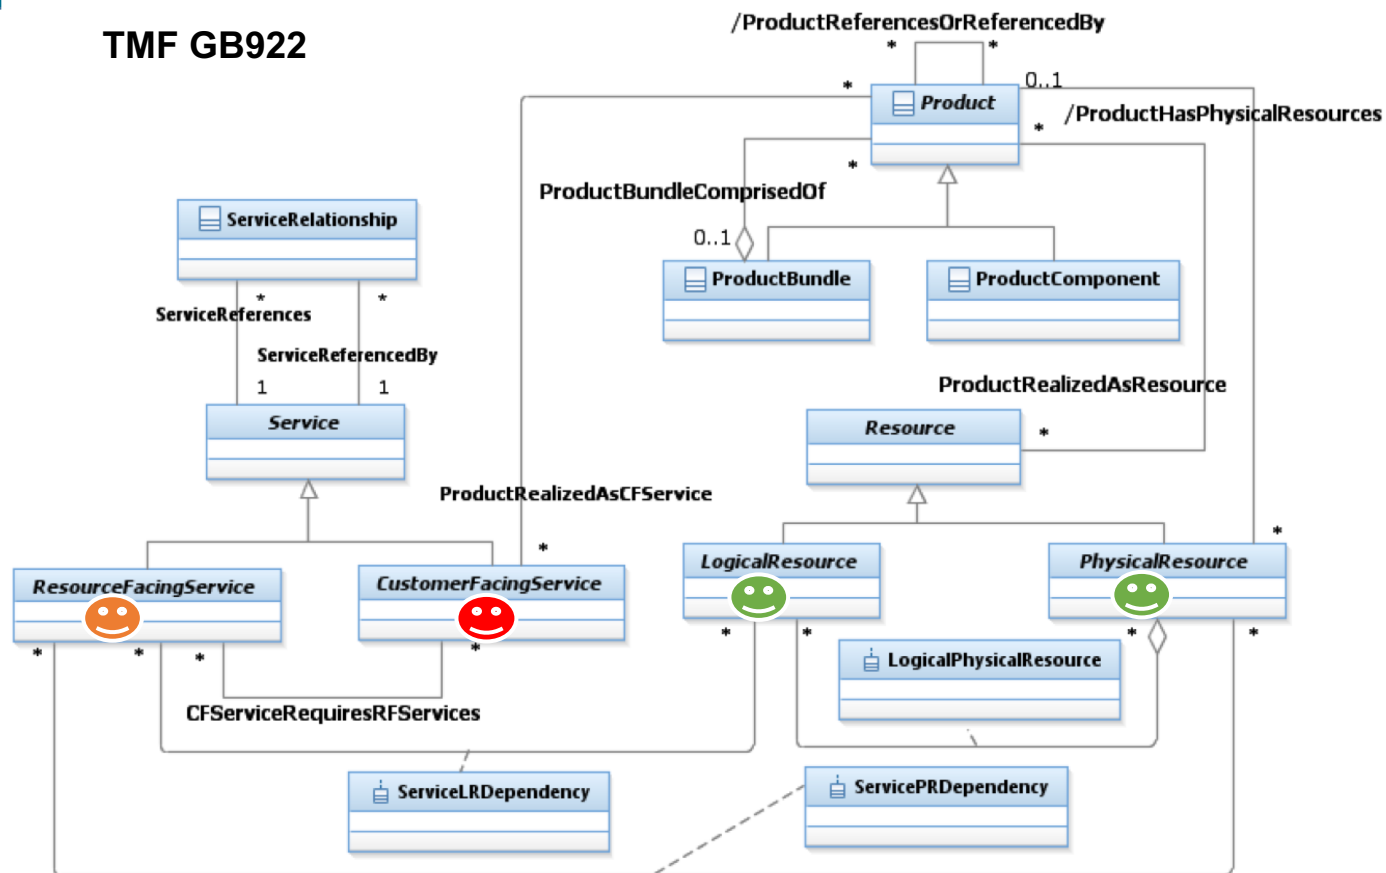 /ProductReferencesOrReferencedBy
TMF GB922
* *
* 0..1
Product
/ProductHasPhysicalResources
*
*
ProductBundleComprisedOf
ServiceRelationship
0..1
ProductBundle
ProductComponent
* *
ServiceReferences
ServiceReferencedBy
1 1
ProductRealizedAsResource
Service
Resource
*
ProductRealizedAsCFService
*
*
LogicalResource
PhysicalResource
ResourceFacingService
CustomerFacingService
* * * *
* * * *
LogicalPhysicalResource
CFServiceRequiresRFServices
ServiceLRDependency
ServicePRDependency